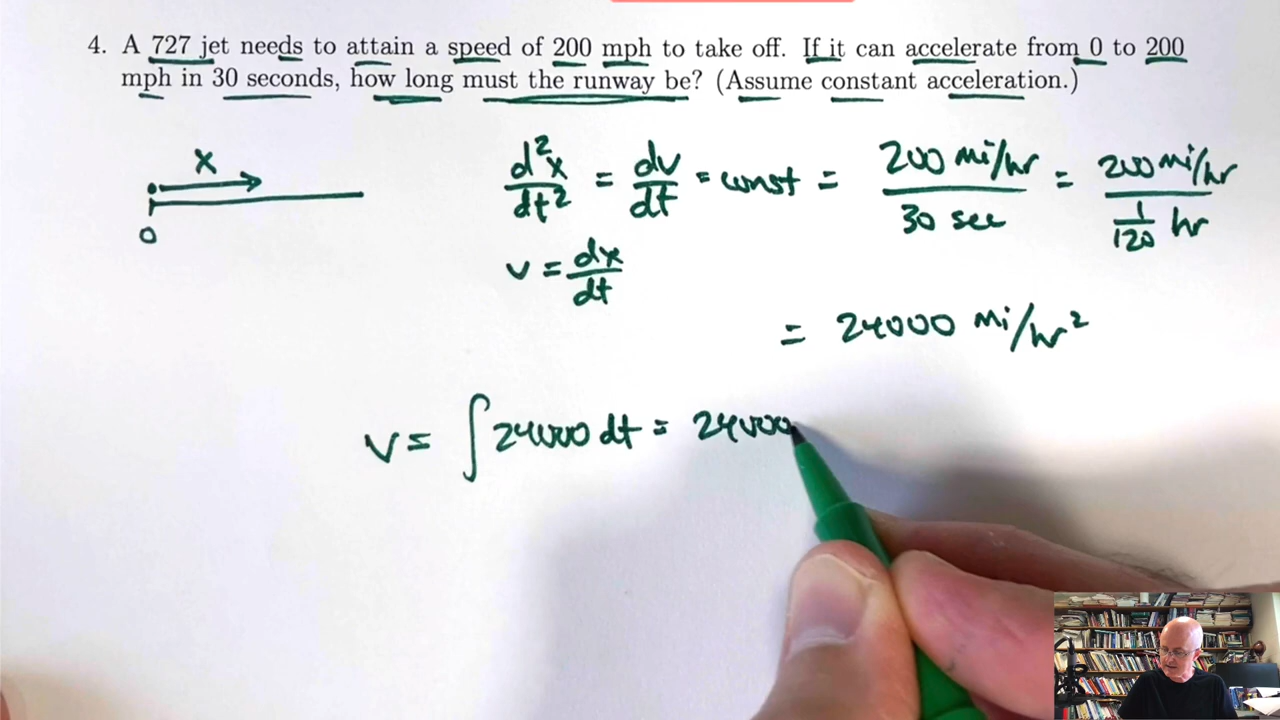 4. A 727 jet needs to attain a speed of 200 mph to take off. If it can accelerate from 0 to 200
mph in 30 seconds, how long must the runway be? (Assume constant acceleration.)
x
0
d²x/dt² = dv/dt = const = 200 mi/hr / 30 sec = 200 mi/hr / 1/120 hr
v = dx/dt
= 24000 mi/hr²
v = ∫ 24000 dt = 24000